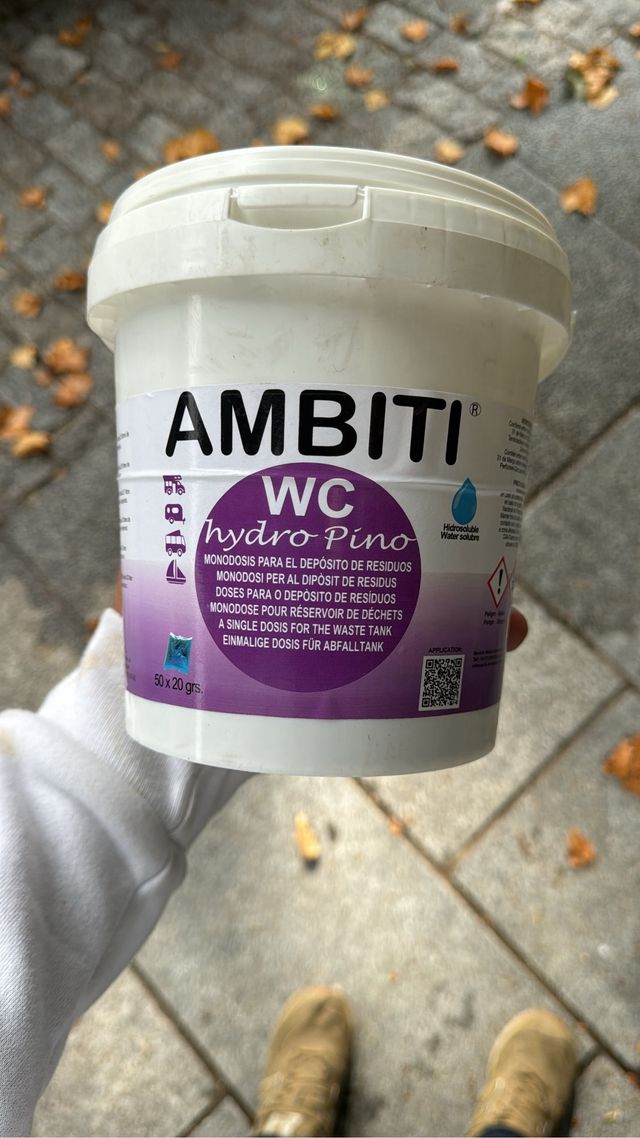 AMBITI®
WC
hydro Pino
MONODOSIS PARA EL DEPÓSITO DE RESIDUOS
MONODOSI PER AL DIPÒSIT DE RESIDUS
DOSES PARA O DEPÓSITO DE RESÍDUOS
MONODOSE POUR RÉSERVOIR DE DÉCHETS
A SINGLE DOSIS FOR THE WASTE TANK
EINMALIGE DOSIS FÜR ABFALLTANK
Hidrosoluble
Water solubre
50 x 20 grs.
APPLICATION